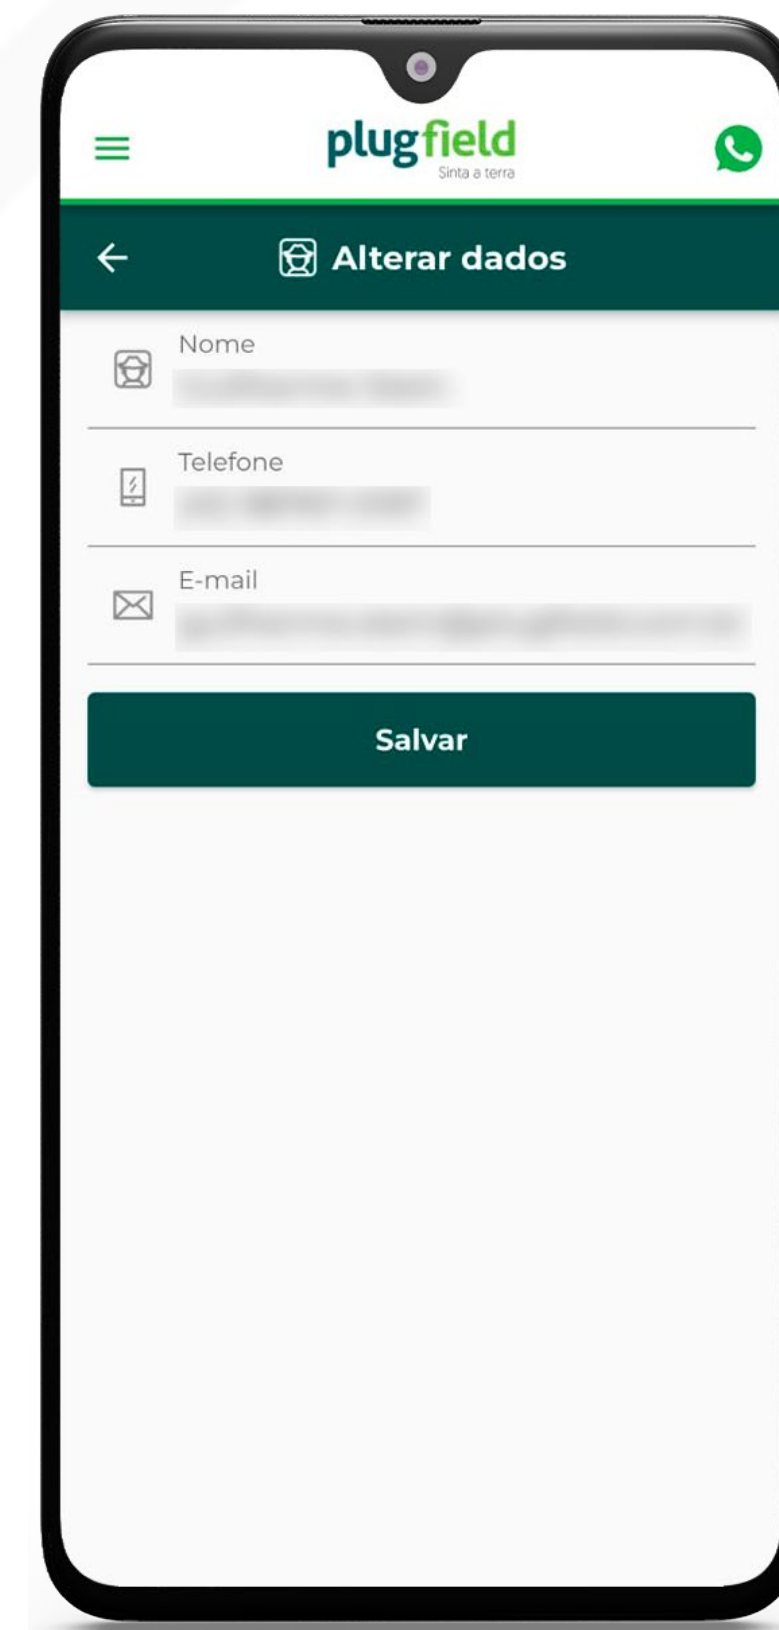 plugfield
Sinta a terra
Alterar dados
Nome
Telefone
E-mail
Salvar